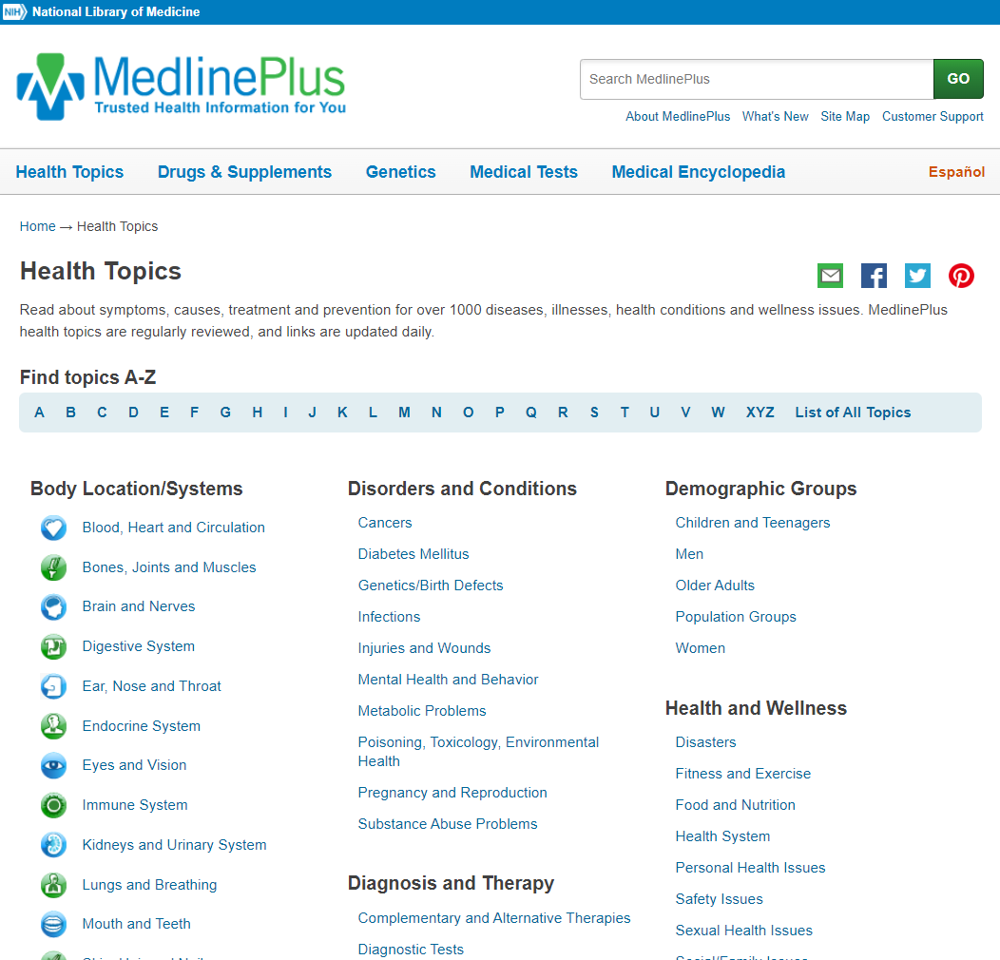 NIH National Library of Medicine
MedlinePlus
Trusted Health Information for You
Search MedlinePlus
GO
About MedlinePlus What's New Site Map Customer Support
Health Topics Drugs & Supplements Genetics Medical Tests Medical Encyclopedia Español
Home → Health Topics
Health Topics
Read about symptoms, causes, treatment and prevention for over 1000 diseases, illnesses, health conditions and wellness issues. MedlinePlus
health topics are regularly reviewed, and links are updated daily.
Find topics A-Z
A B C D E F G H I J K L M N O P Q R S T U V W XYZ List of All Topics
Body Location/Systems
Blood, Heart and Circulation
Bones, Joints and Muscles
Brain and Nerves
Digestive System
Ear, Nose and Throat
Endocrine System
Eyes and Vision
Immune System
Kidneys and Urinary System
Lungs and Breathing
Mouth and Teeth
Disorders and Conditions
Cancers
Diabetes Mellitus
Genetics/Birth Defects
Infections
Injuries and Wounds
Mental Health and Behavior
Metabolic Problems
Poisoning, Toxicology, Environmental
Health
Pregnancy and Reproduction
Substance Abuse Problems
Diagnosis and Therapy
Complementary and Alternative Therapies
Diagnostic Tests
Demographic Groups
Children and Teenagers
Men
Older Adults
Population Groups
Women
Health and Wellness
Disasters
Fitness and Exercise
Food and Nutrition
Health System
Personal Health Issues
Safety Issues
Sexual Health Issues